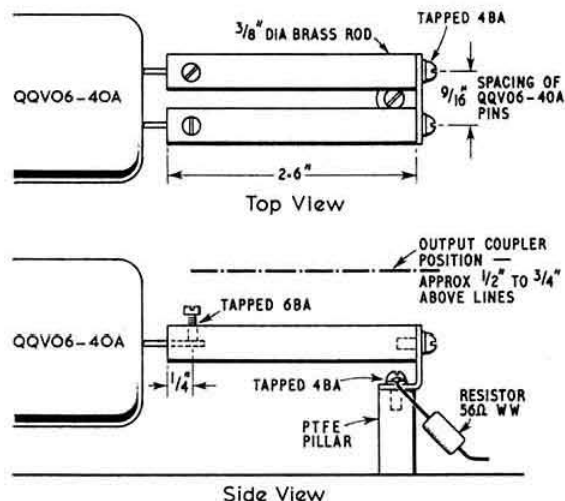 3/8" DIA BRASS ROD
TAPPED 4BA
QQVO6-40A
9/16"
SPACING OF
QQVO6-40A
PINS
2·6"
Top View
OUTPUT COUPLER
POSITION —
APPROX 1/2" TO 3/4"
ABOVE LINES
TAPPED 6BA
QQVO6-40A
1/4"
TAPPED 4BA
RESISTOR
56Ω WW
PTFE
PILLAR
Side View